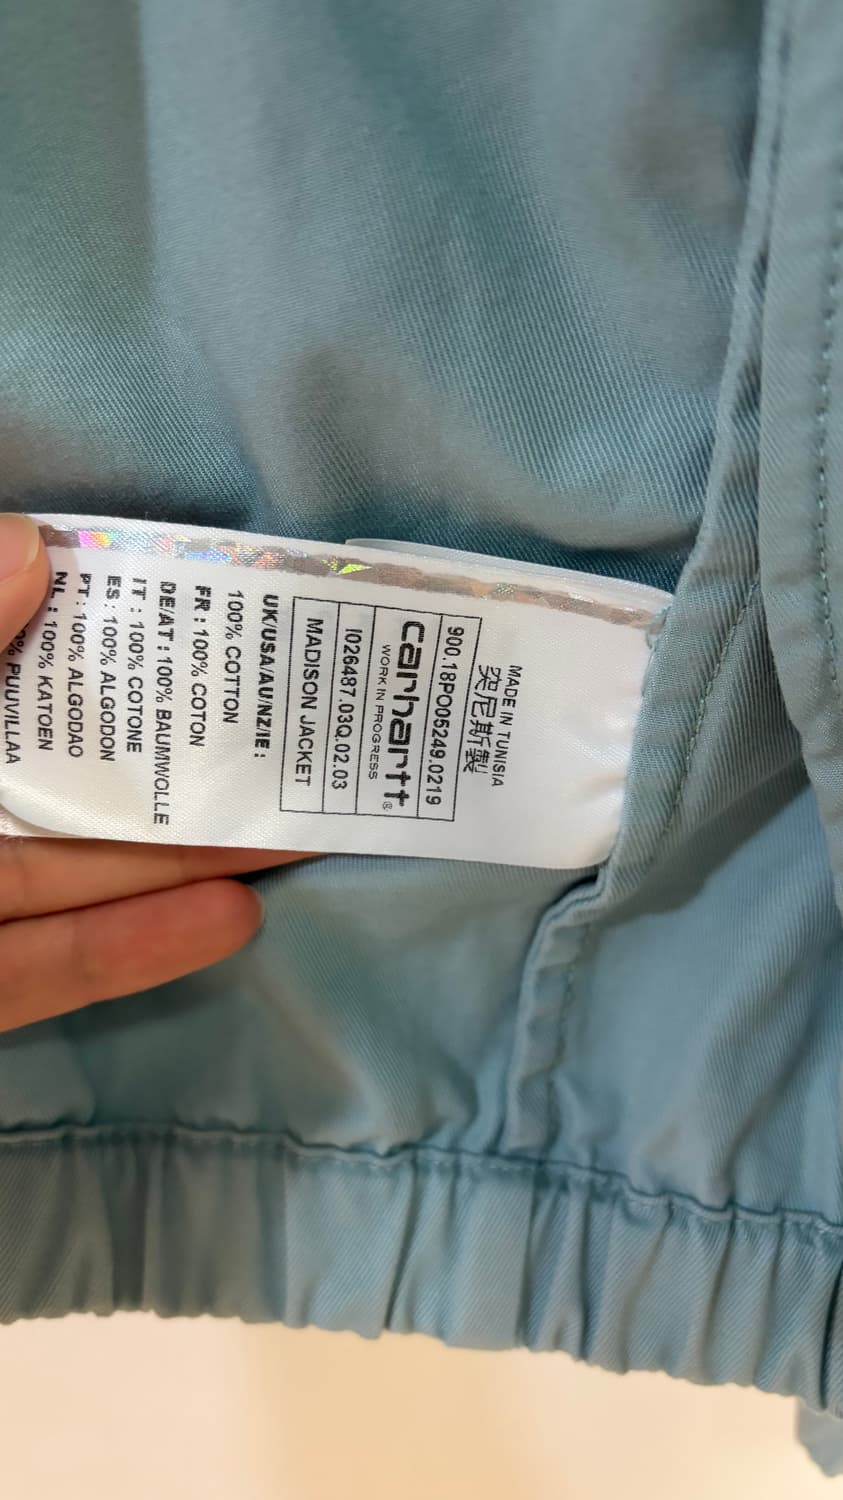 MADE IN TUNISIA
突尼斯製
900.18PO05249.0219
carhartt®
WORK IN PROGRESS
I026487.03Q.02.03
MADISON JACKET
UK/USA/AU/NZ/IE :
100% COTTON
FR : 100% COTON
DE/AT : 100% BAUMWOLLE
IT : 100% COTONE
ES: 100% ALGODON
PT : 100% ALGODAO
NL : 100% KATOEN
PUUVILLAA